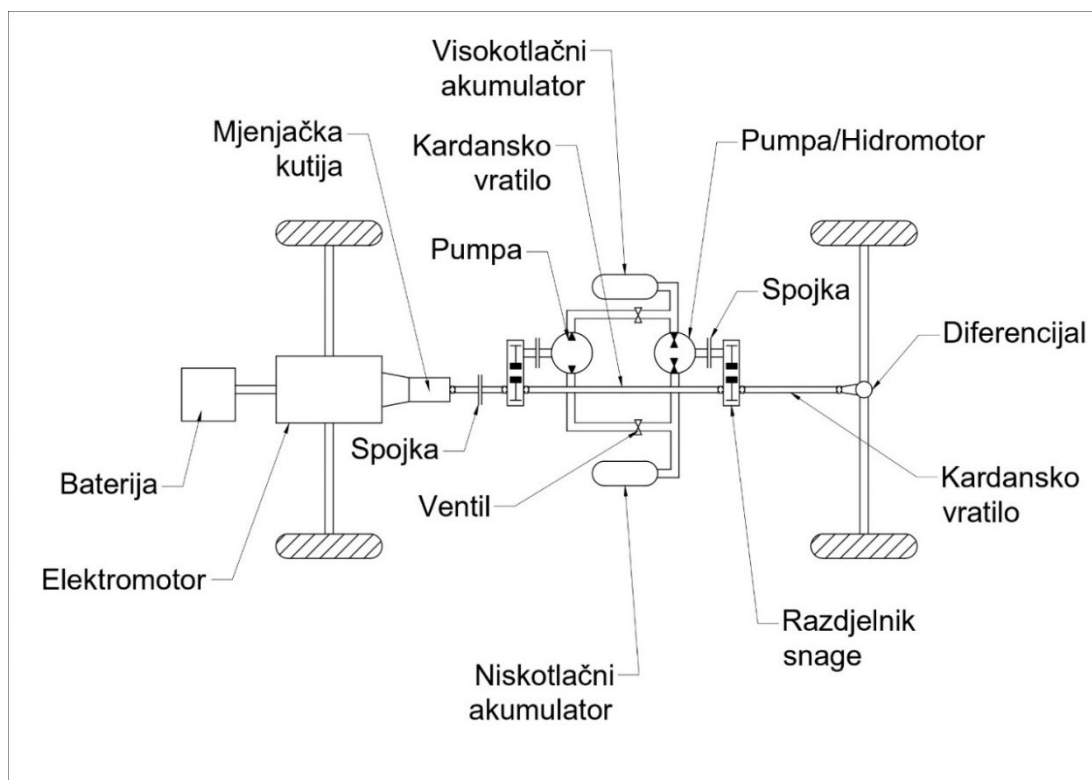 Visokotlačni
akumulator
Mjenjačka
kutija
Kardansko
vratilo
Pumpa/Hidromotor
Pumpa
Spojka
Diferencijal
Baterija
Spojka
Ventil
Kardansko
vratilo
Elektromotor
Razdjelnik
snage
Niskotlačni
akumulator